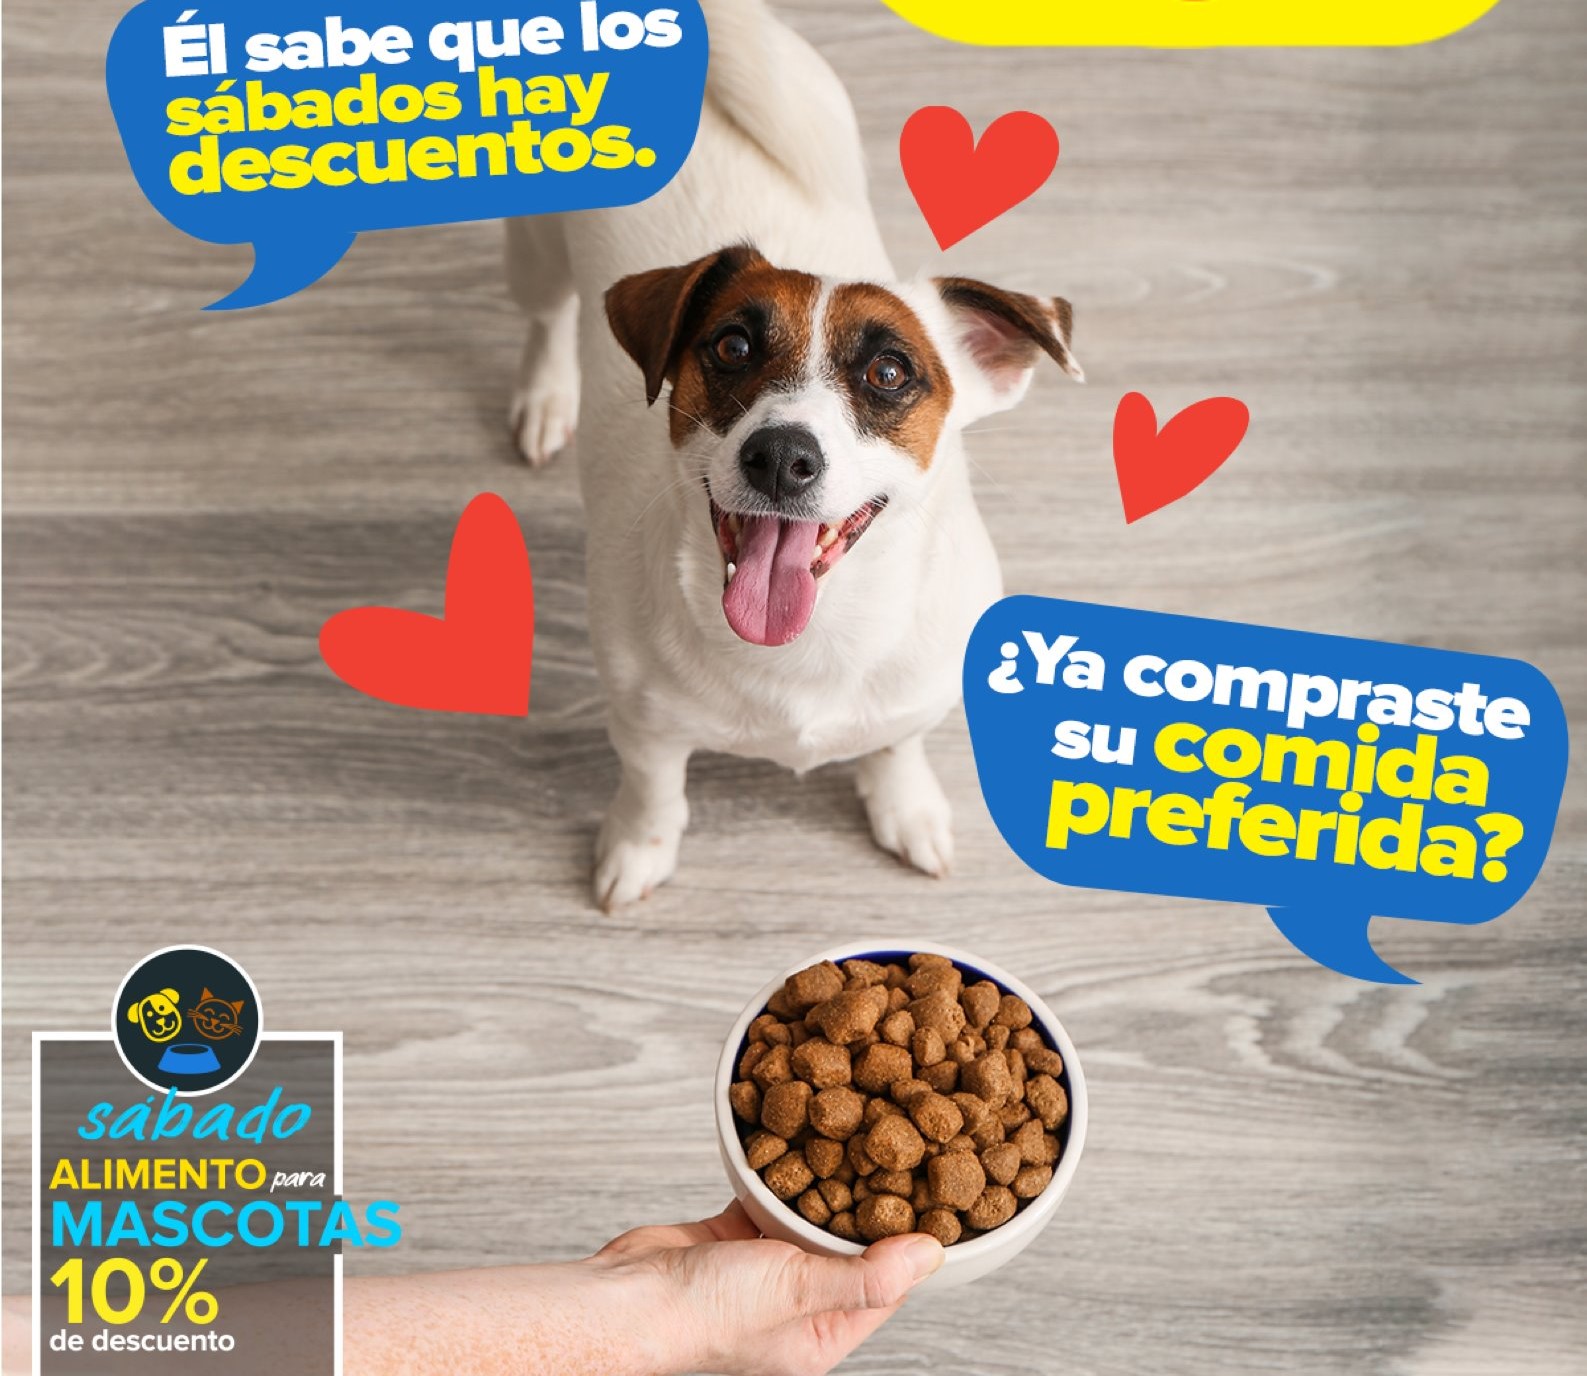 Él sabe que los
sábados hay
descuentos.
¿Ya compraste
su comida
preferida?
sábado
ALIMENTO para
MASCOTAS
10%
de descuento